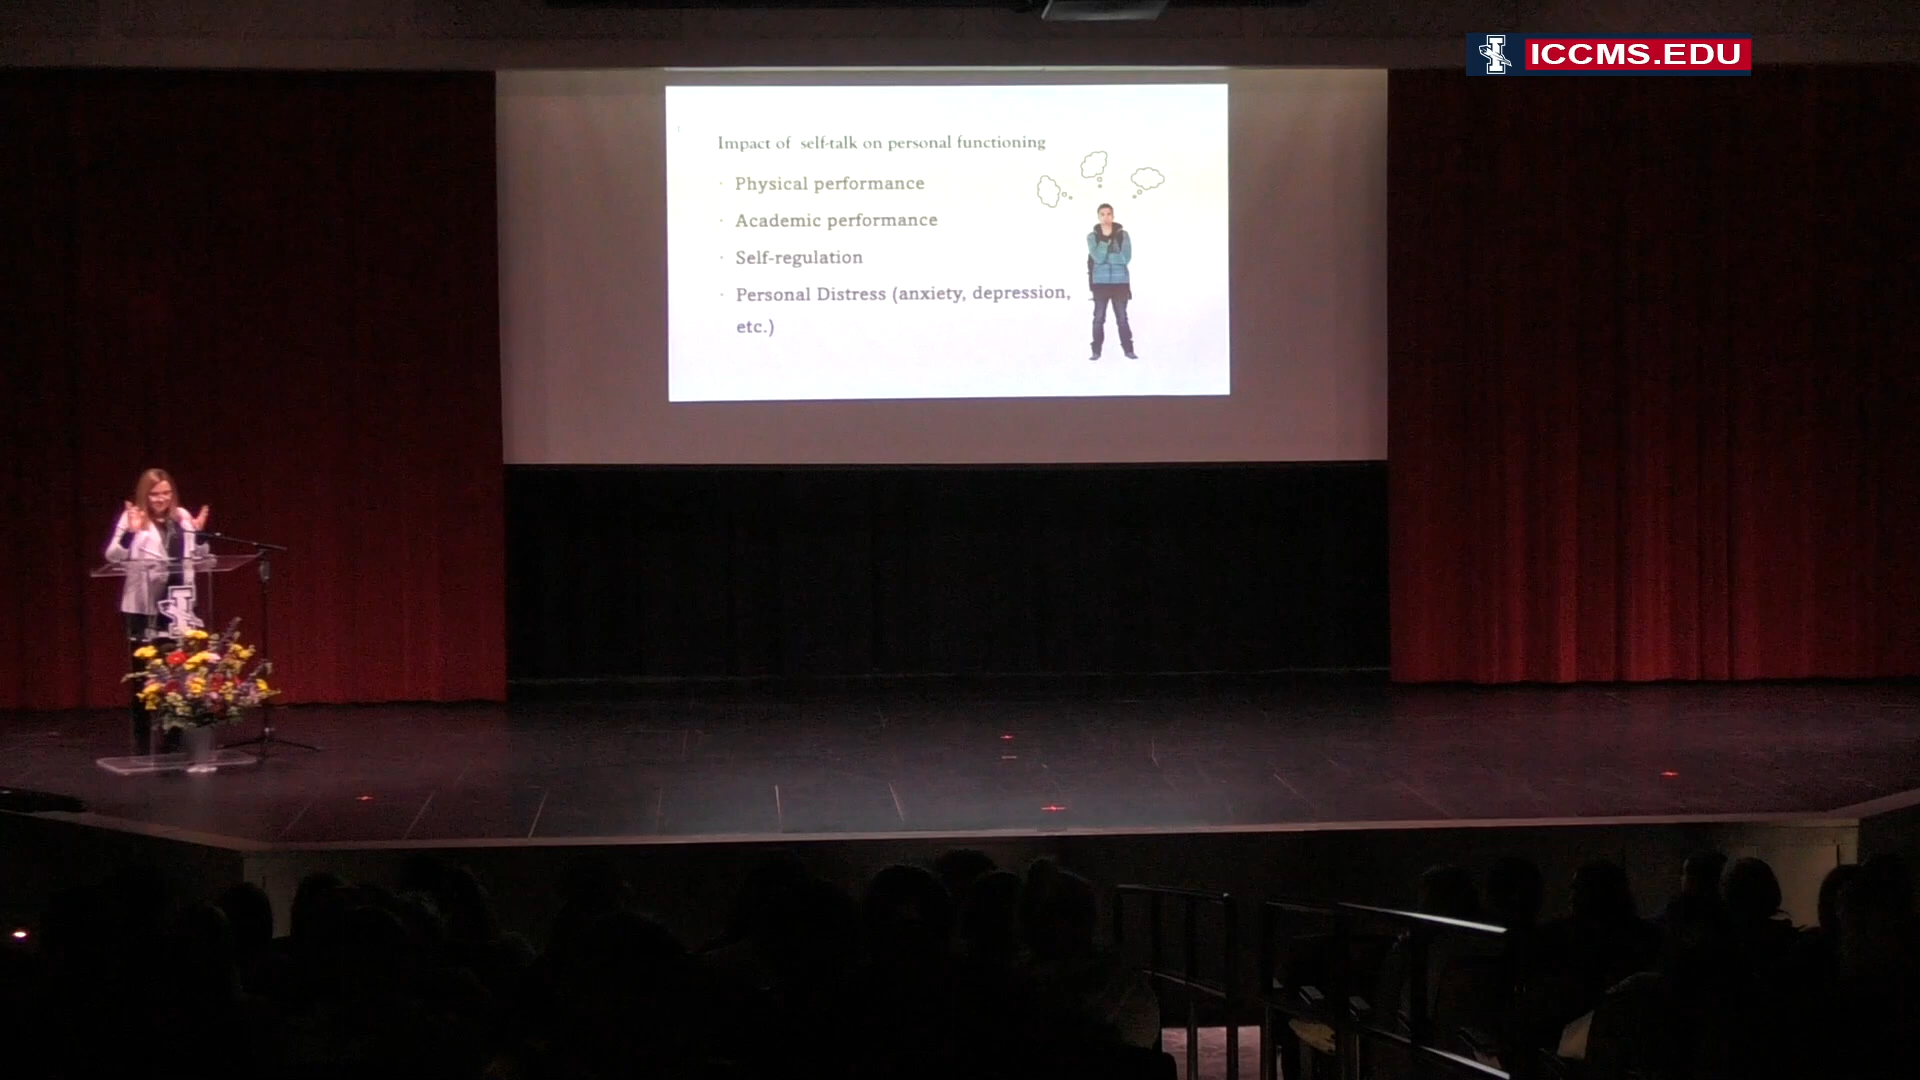 ICCMS.EDU
Impact of self-talk on personal functioning
· Physical performance
· Academic performance
· Self-regulation
· Personal Distress (anxiety, depression,
etc.)